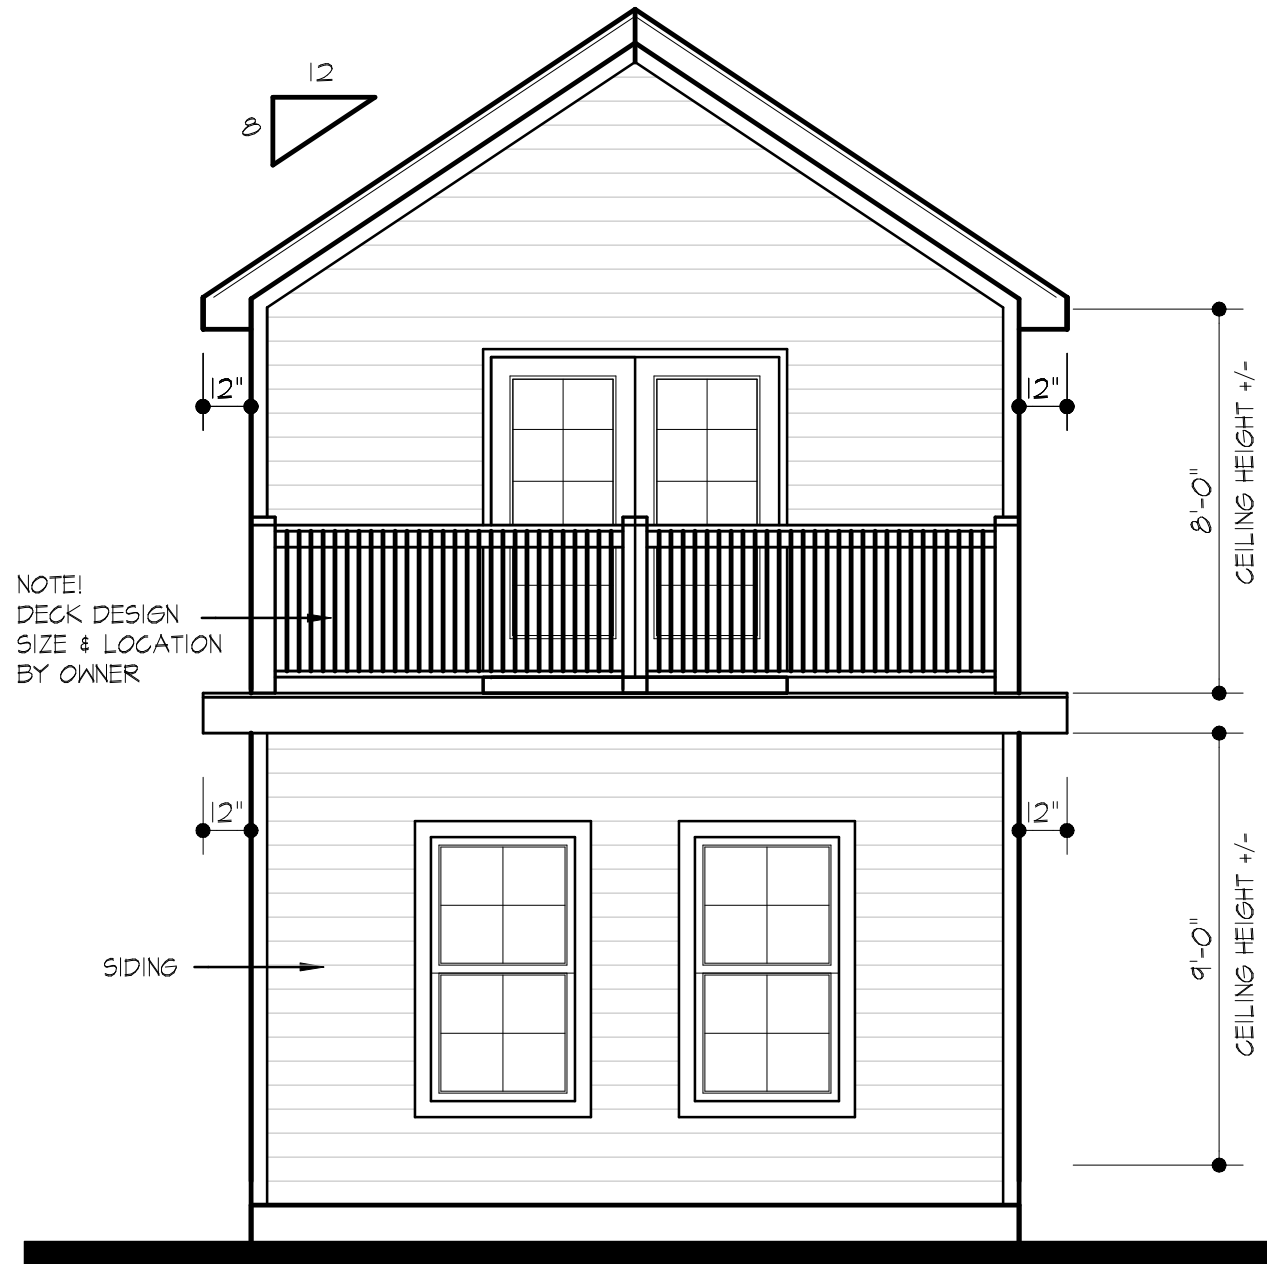 12
8
12"
12"
8'-0"
CEILING HEIGHT +/-
NOTE!
DECK DESIGN
SIZE & LOCATION
BY OWNER
12"
12"
9'-0"
CEILING HEIGHT +/-
SIDING